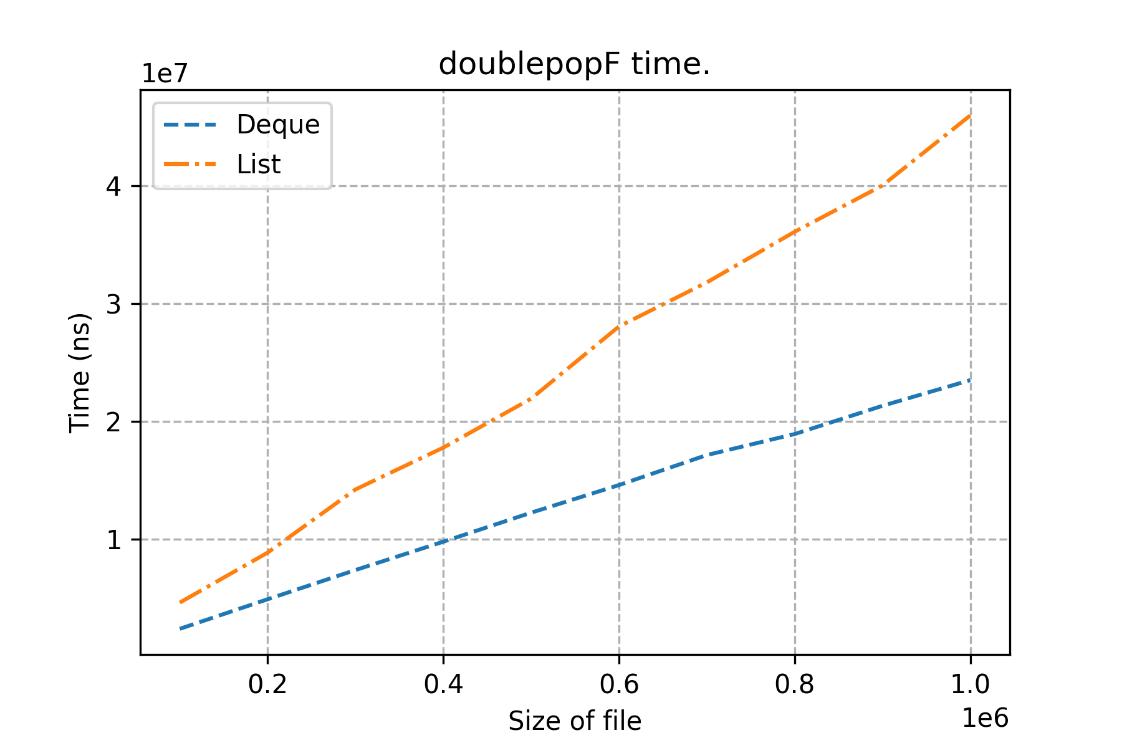 doublepopF time.
1e7
Deque
List
4
3
2
1
Time (ns)
0.2 0.4 0.6 0.8 1.0
Size of file
1e6